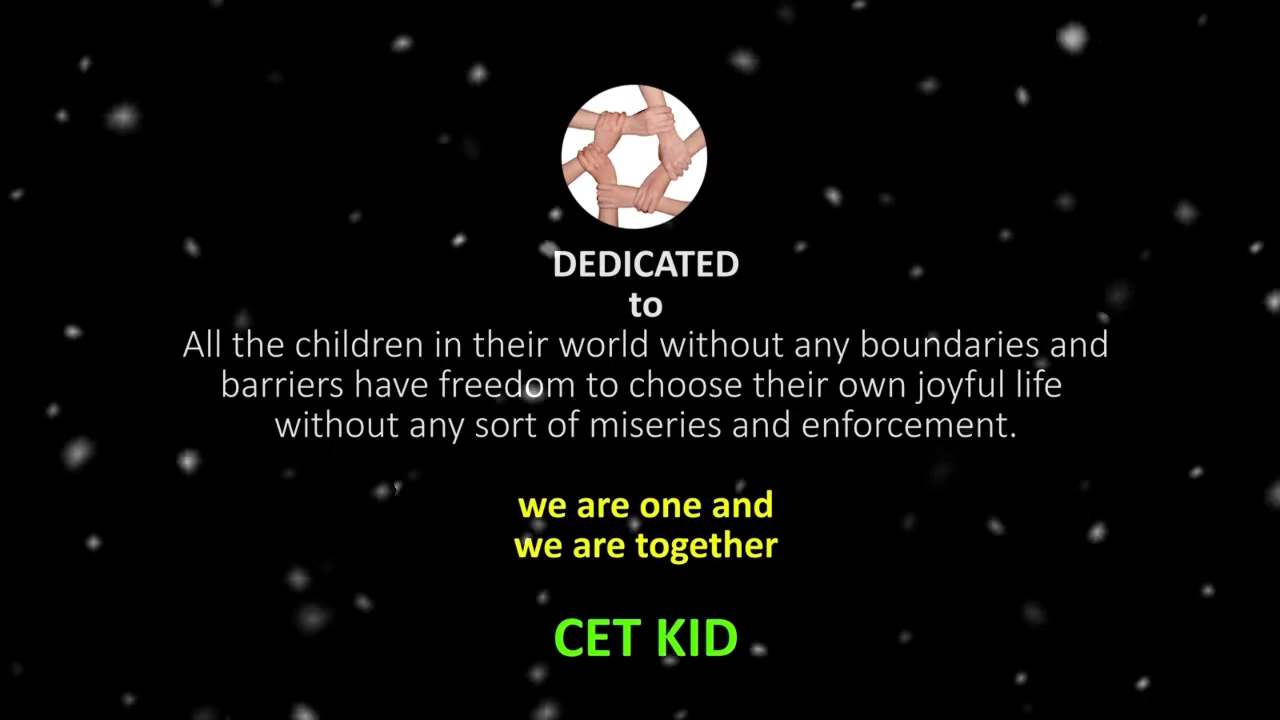 DEDICATED
to
All the children in their world without any boundaries and
barriers have freedom to choose their own joyful life
without any sort of miseries and enforcement.
we are one and
we are together
CET KID